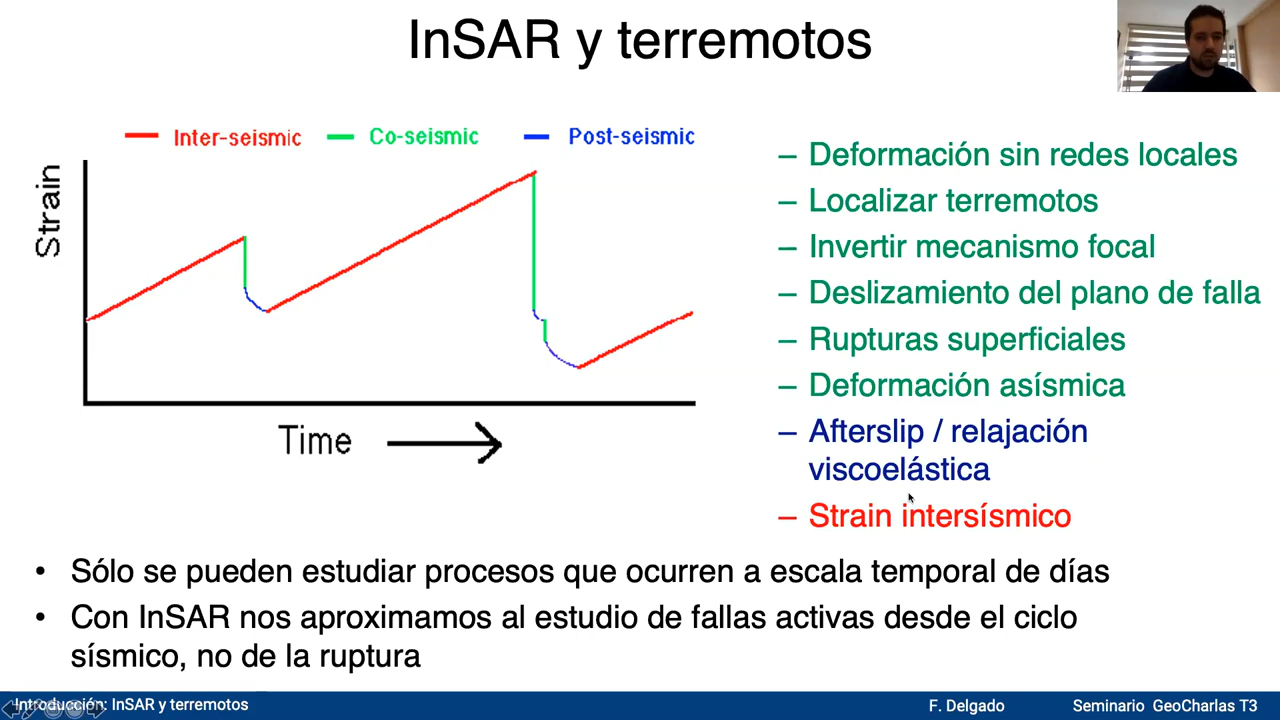 InSAR y terremotos
Inter-seismic
Co-seismic
Post-seismic
Strain
Time
– Deformación sin redes locales
– Localizar terremotos
– Invertir mecanismo focal
– Deslizamiento del plano de falla
– Rupturas superficiales
– Deformación asísmica
– Afterslip / relajación
viscoelástica
– Strain intersísmico
• Sólo se pueden estudiar procesos que ocurren a escala temporal de días
• Con InSAR nos aproximamos al estudio de fallas activas desde el ciclo
sísmico, no de la ruptura
Introducción: InSAR y terremotos
F. Delgado
Seminario GeoCharlas T3